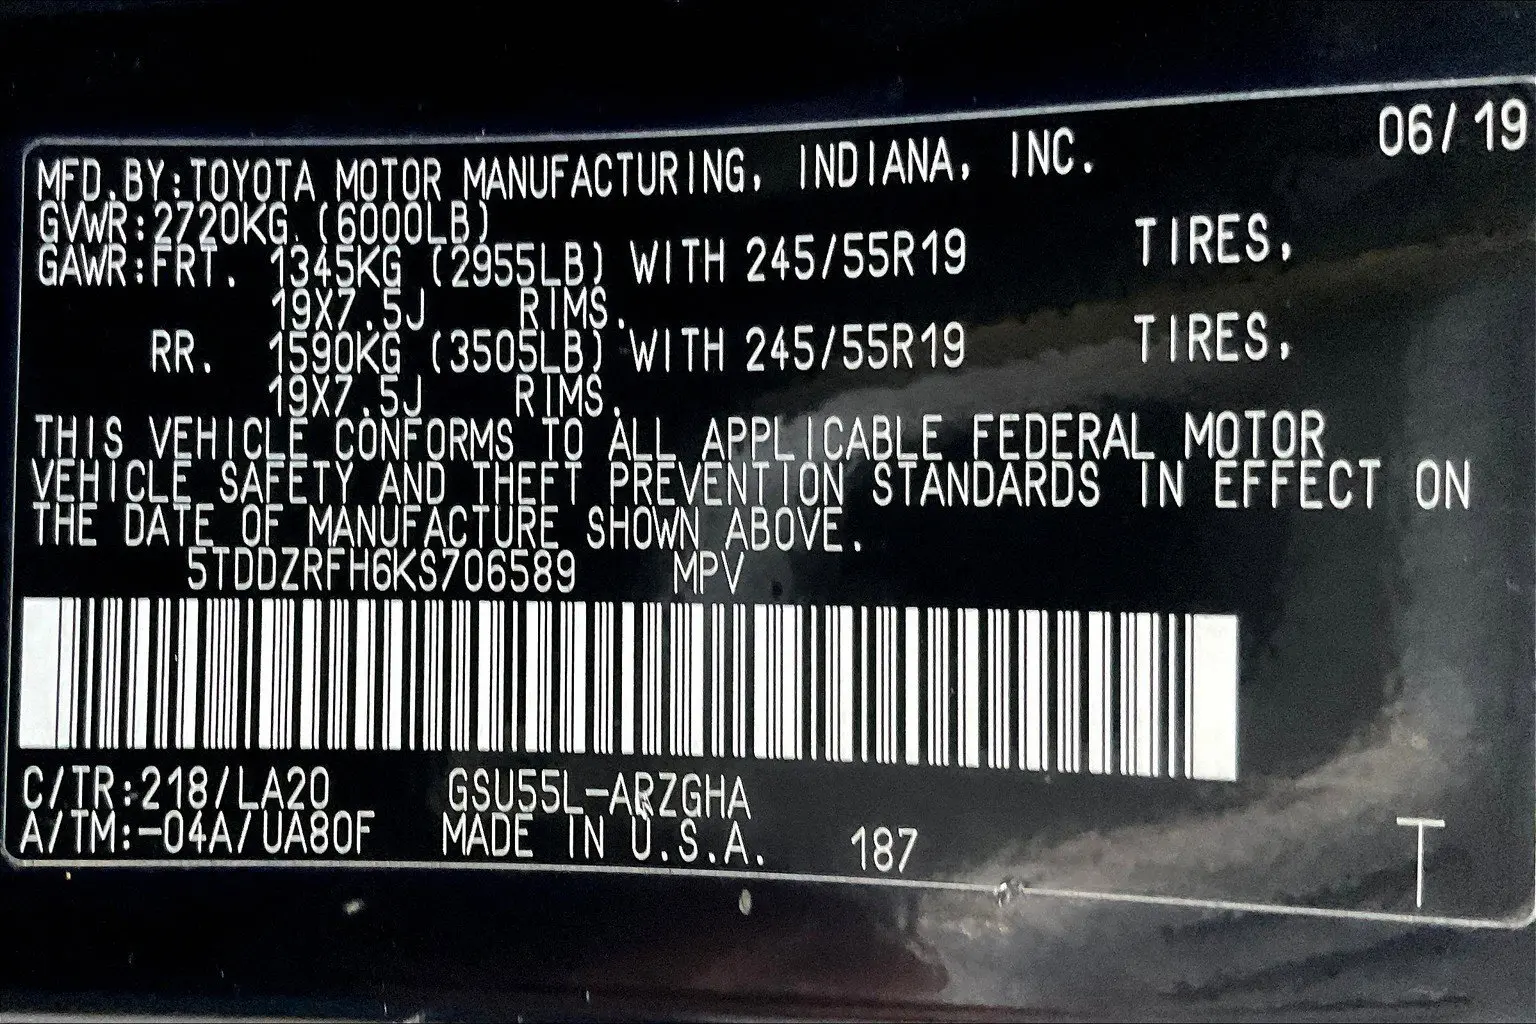 06/19
MFD.BY:TOYOTA MOTOR MANUFACTURING, INDIANA, INC.
GVWR:2720KG (6000LB)
GAWR:FRT. 1345KG (2955LB) WITH 245/55R19 TIRES,
19X7.5J RIMS.
RR. 1590KG (3505LB) WITH 245/55R19 TIRES,
19X7.5J RIMS.
THIS VEHICLE CONFORMS TO ALL APPLICABLE FEDERAL MOTOR
VEHICLE SAFETY AND THEFT PREVENTION STANDARDS IN EFFECT ON
THE DATE OF MANUFACTURE SHOWN ABOVE.
5TDDZRFH6KS706589 MPV
C/TR:218/LA20 GSU55L-ARZGHA
A/TM:-04A/UA80F MADE IN U.S.A. 187 T